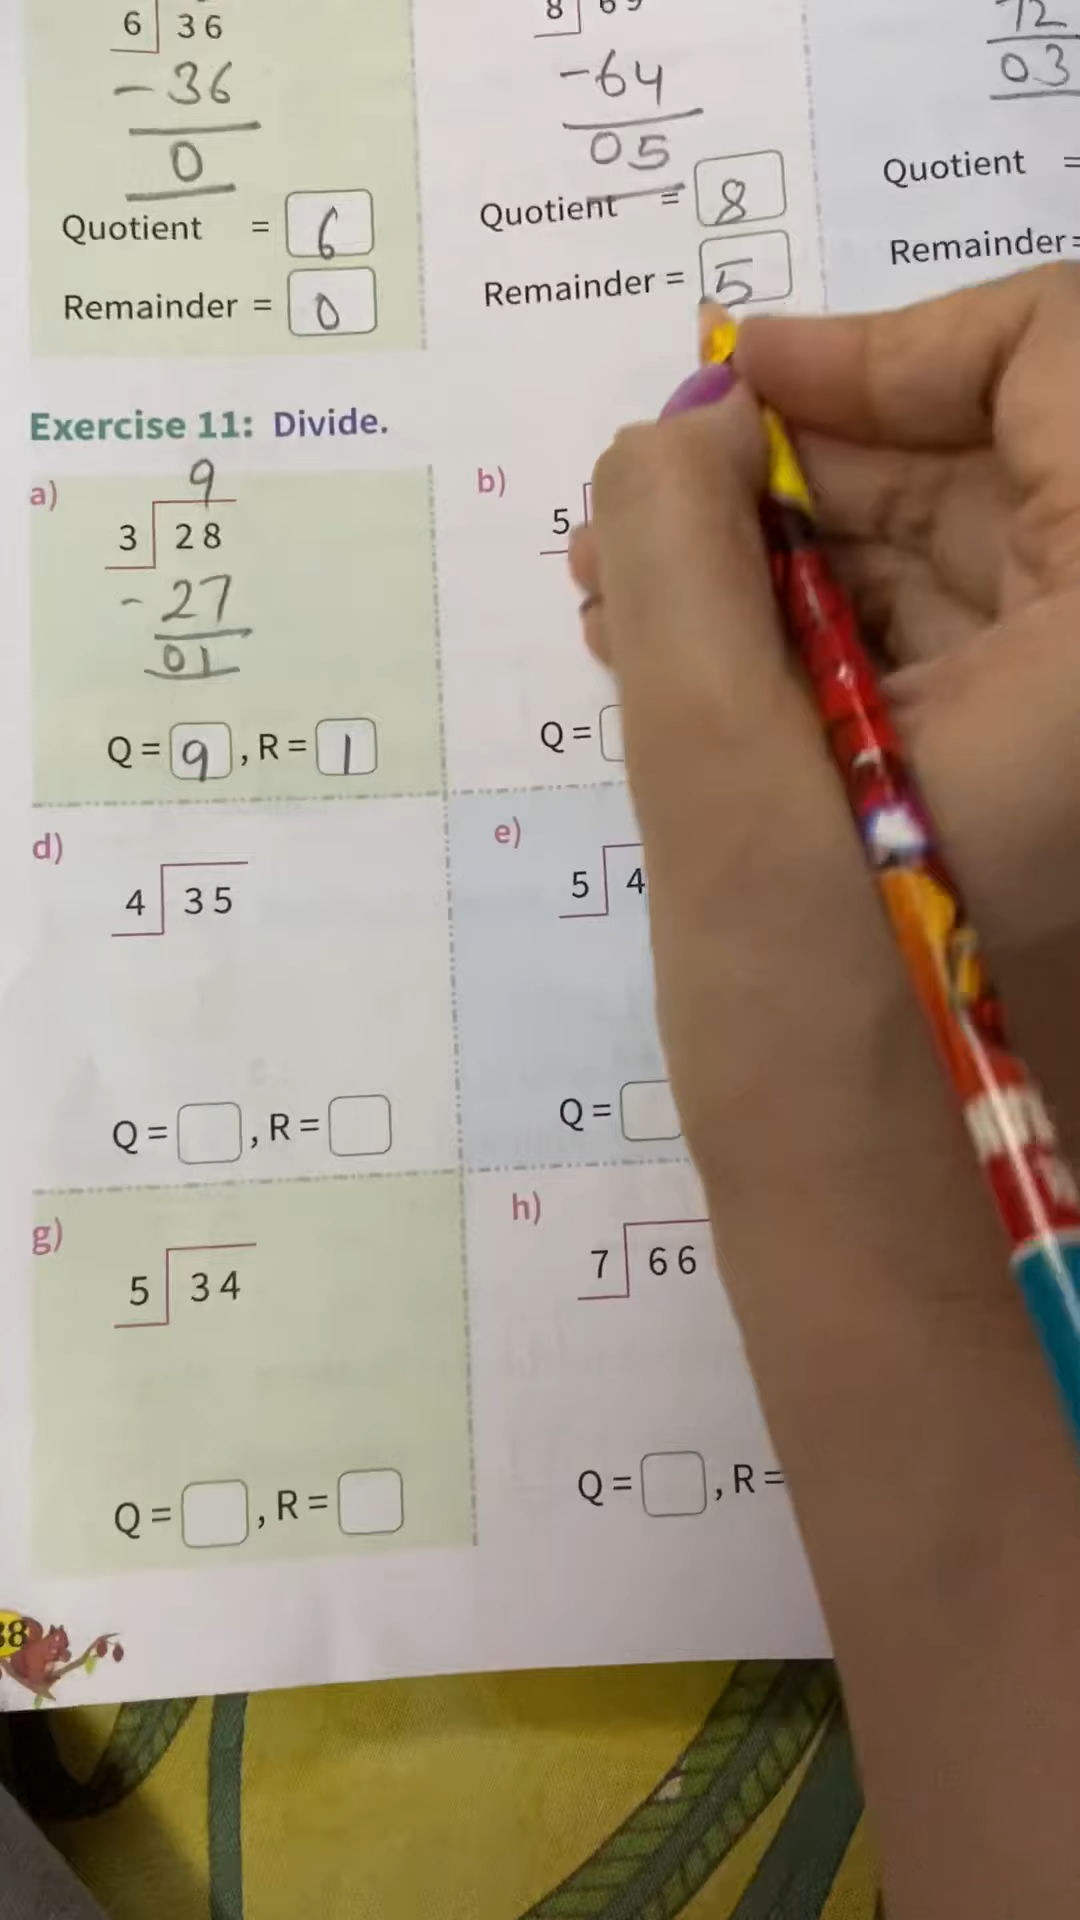 6 36
- 36
0
Quotient = 6
Remainder = 0
8
-64
05
Quotient = 8
Remainder = 5
72
03
Quotient =
Remainder=
Exercise 11: Divide.
a)
9
3 28
- 27
01
Q = 9 , R = 1
b)
5
Q =
d)
4 35
Q = , R =
e)
5 4
Q =
g)
5 34
Q = , R =
h)
7 66
Q = , R =